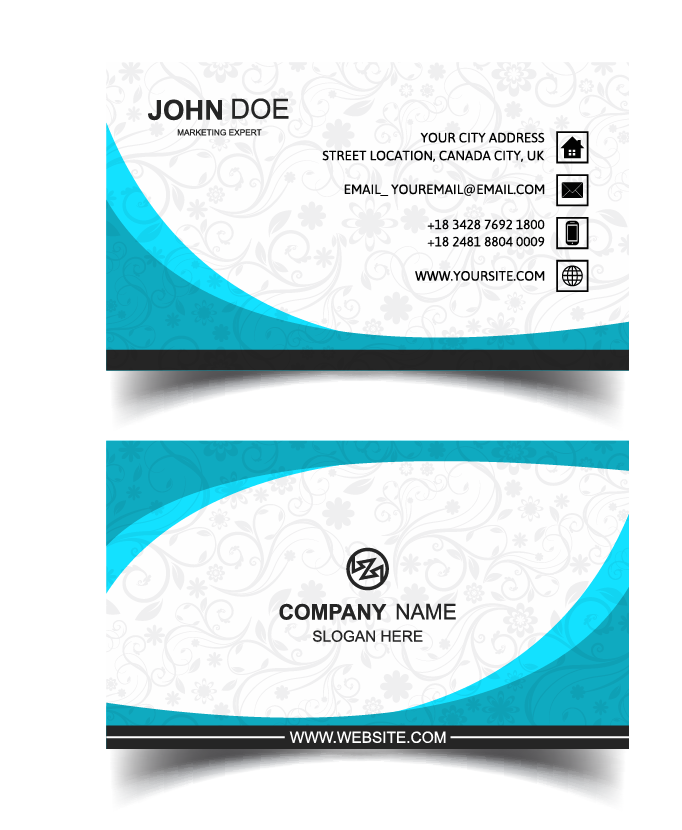 JOHN DOE
MARKETING EXPERT
YOUR CITY ADDRESS
STREET LOCATION, CANADA CITY, UK
EMAIL_ YOUREMAIL@EMAIL.COM
+18 3428 7692 1800
+18 2481 8804 0009
WWW.YOURSITE.COM
COMPANY NAME
SLOGAN HERE
WWW.WEBSITE.COM